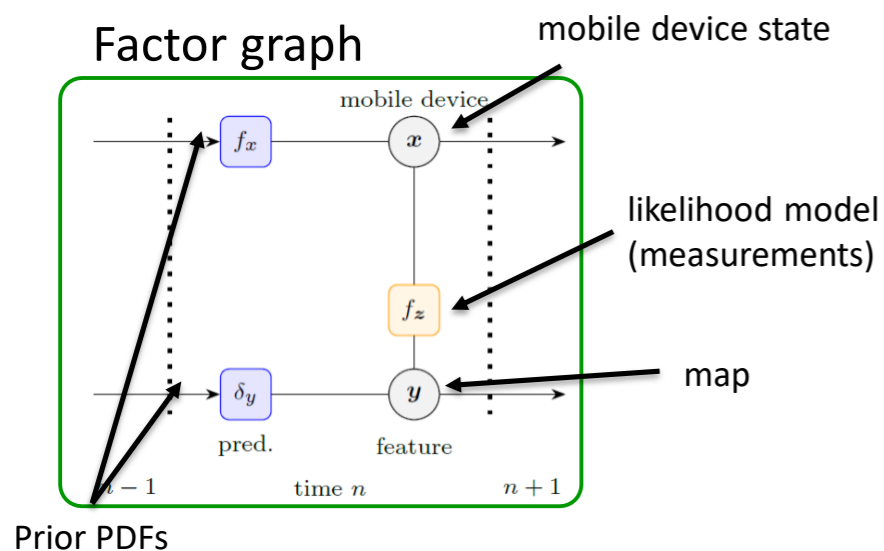 Factor graph
mobile device state
mobile device
f_x
x
likelihood model
(measurements)
f_z
map
δ_y
y
pred.
feature
n − 1
time n
n + 1
Prior PDFs